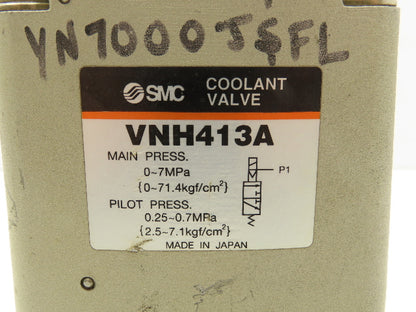 YN7000J&FL
SMC COOLANT VALVE
VNH413A
MAIN PRESS.
0~7MPa
{0~71.4kgf/cm²}
P1
PILOT PRESS.
0.25~0.7MPa
{2.5~7.1kgf/cm²}
MADE IN JAPAN